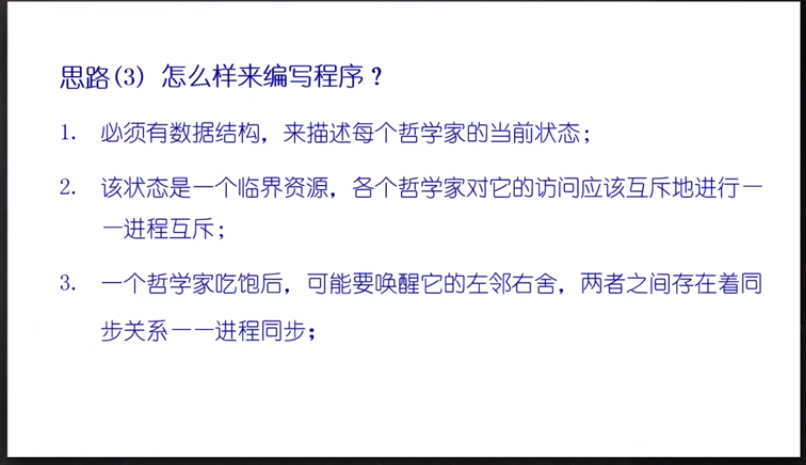 思路(3) 怎么样来编写程序？
1. 必须有数据结构，来描述每个哲学家的当前状态；
2. 该状态是一个临界资源，各个哲学家对它的访问应该互斥地进行—
—进程互斥；
3. 一个哲学家吃饱后，可能要唤醒它的左邻右舍，两者之间存在着同
步关系——进程同步；